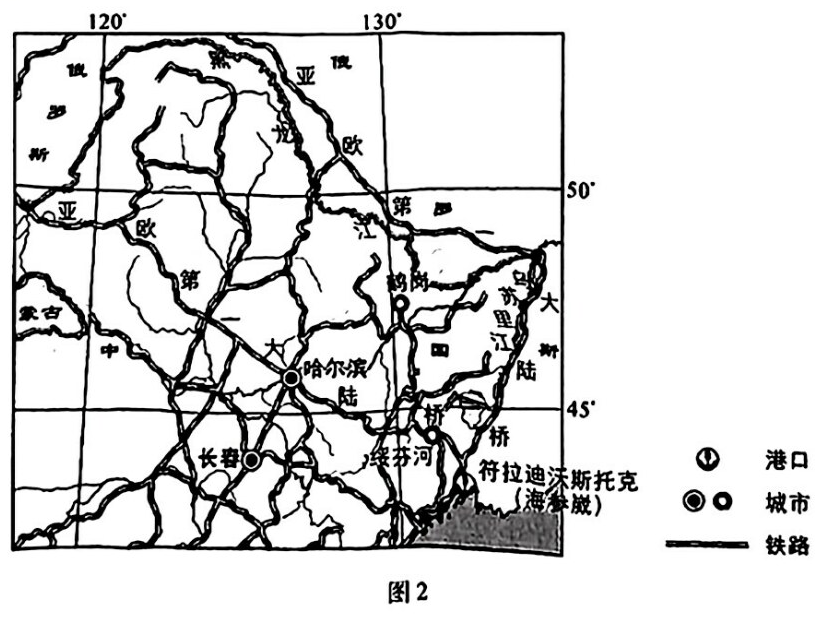 120° 130°
俄
罗
斯
黑
龙
江
亚
欧
第
一
大
陆
桥
俄
罗
斯
50°
亚
欧
第
一
大
陆
桥
蒙古
中
国
鹤岗
乌
苏
里
江
哈尔滨
45°
长春
绥芬河
符拉迪沃斯托克
海参崴)
港口
城市
铁路
图2